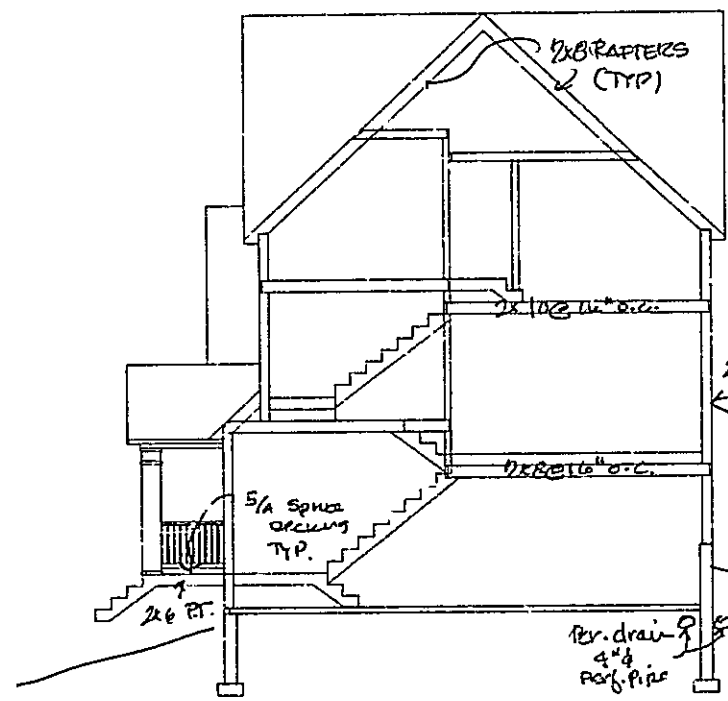 2x8 RAFTERS
(TYP)
2x10@16"o.c.
2x8@16"o.c.
5/4 Spruce
DECKING
TYP.
2x6 P.T.
Per. drain
4"ϕ
Perf. Pipe